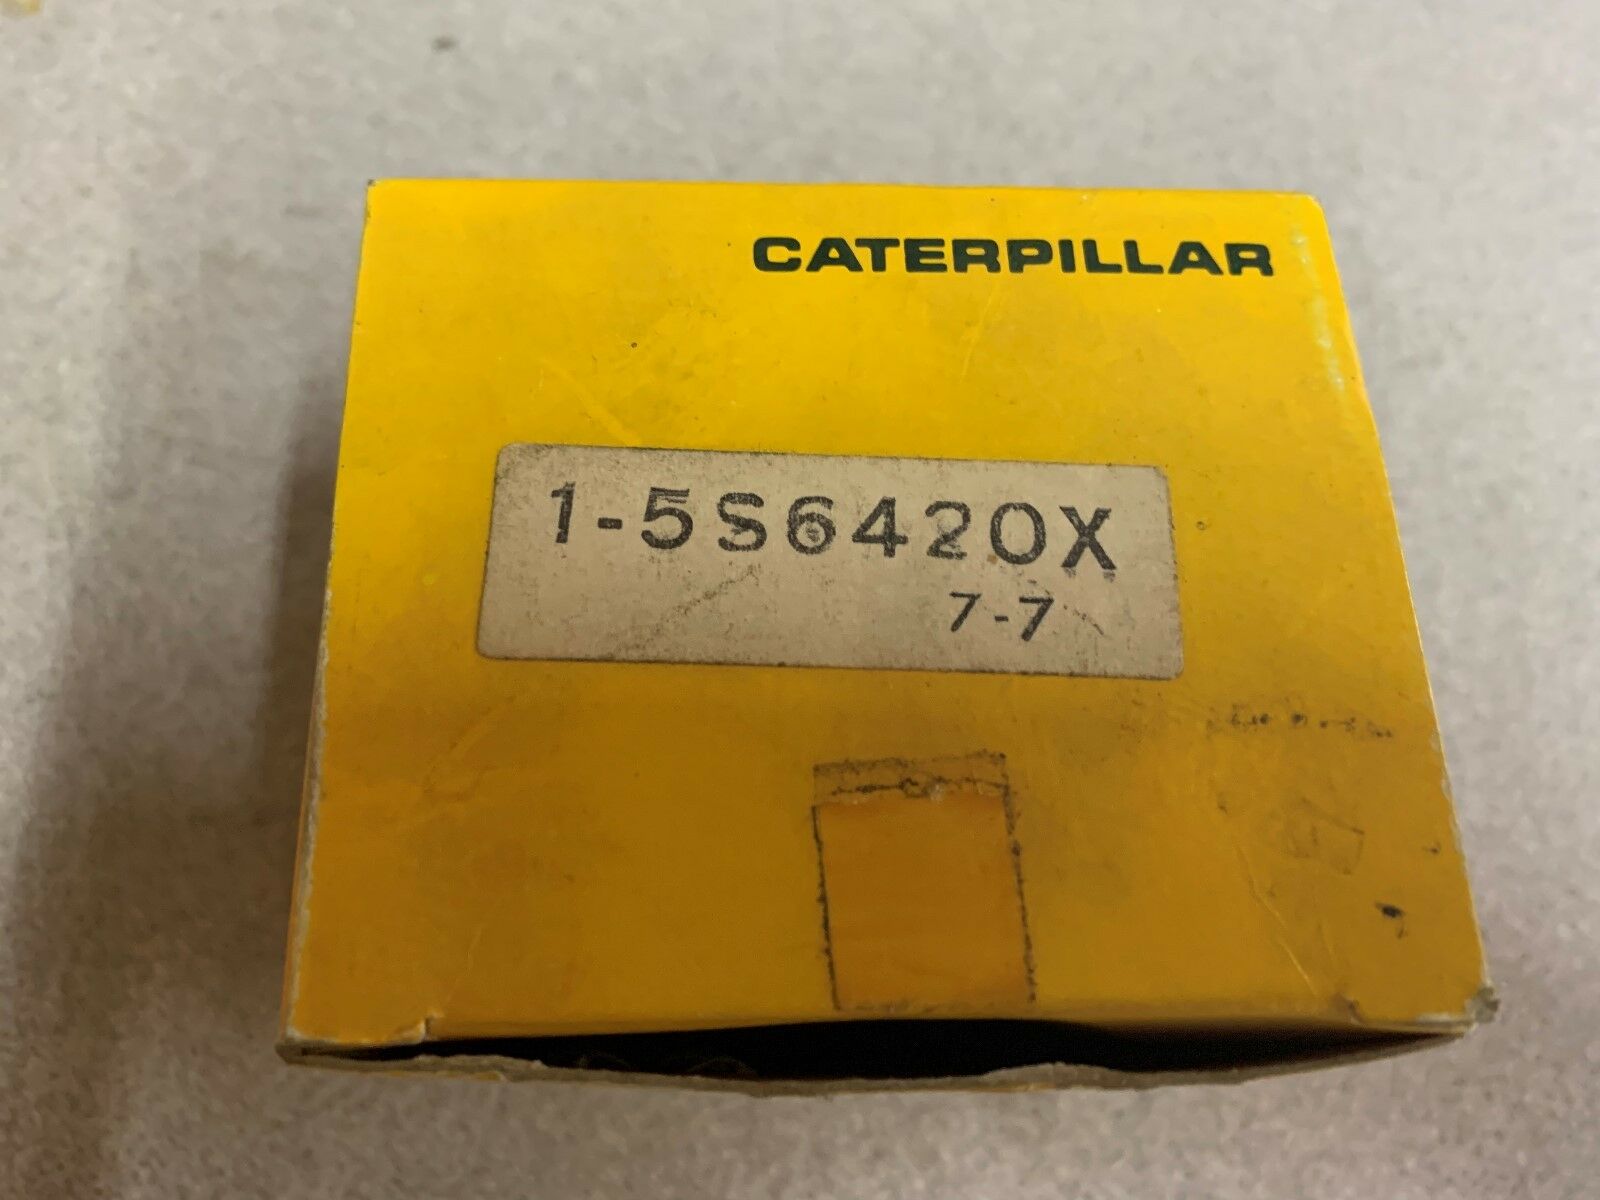 CATERPILLAR
1-5S6420X
7-7